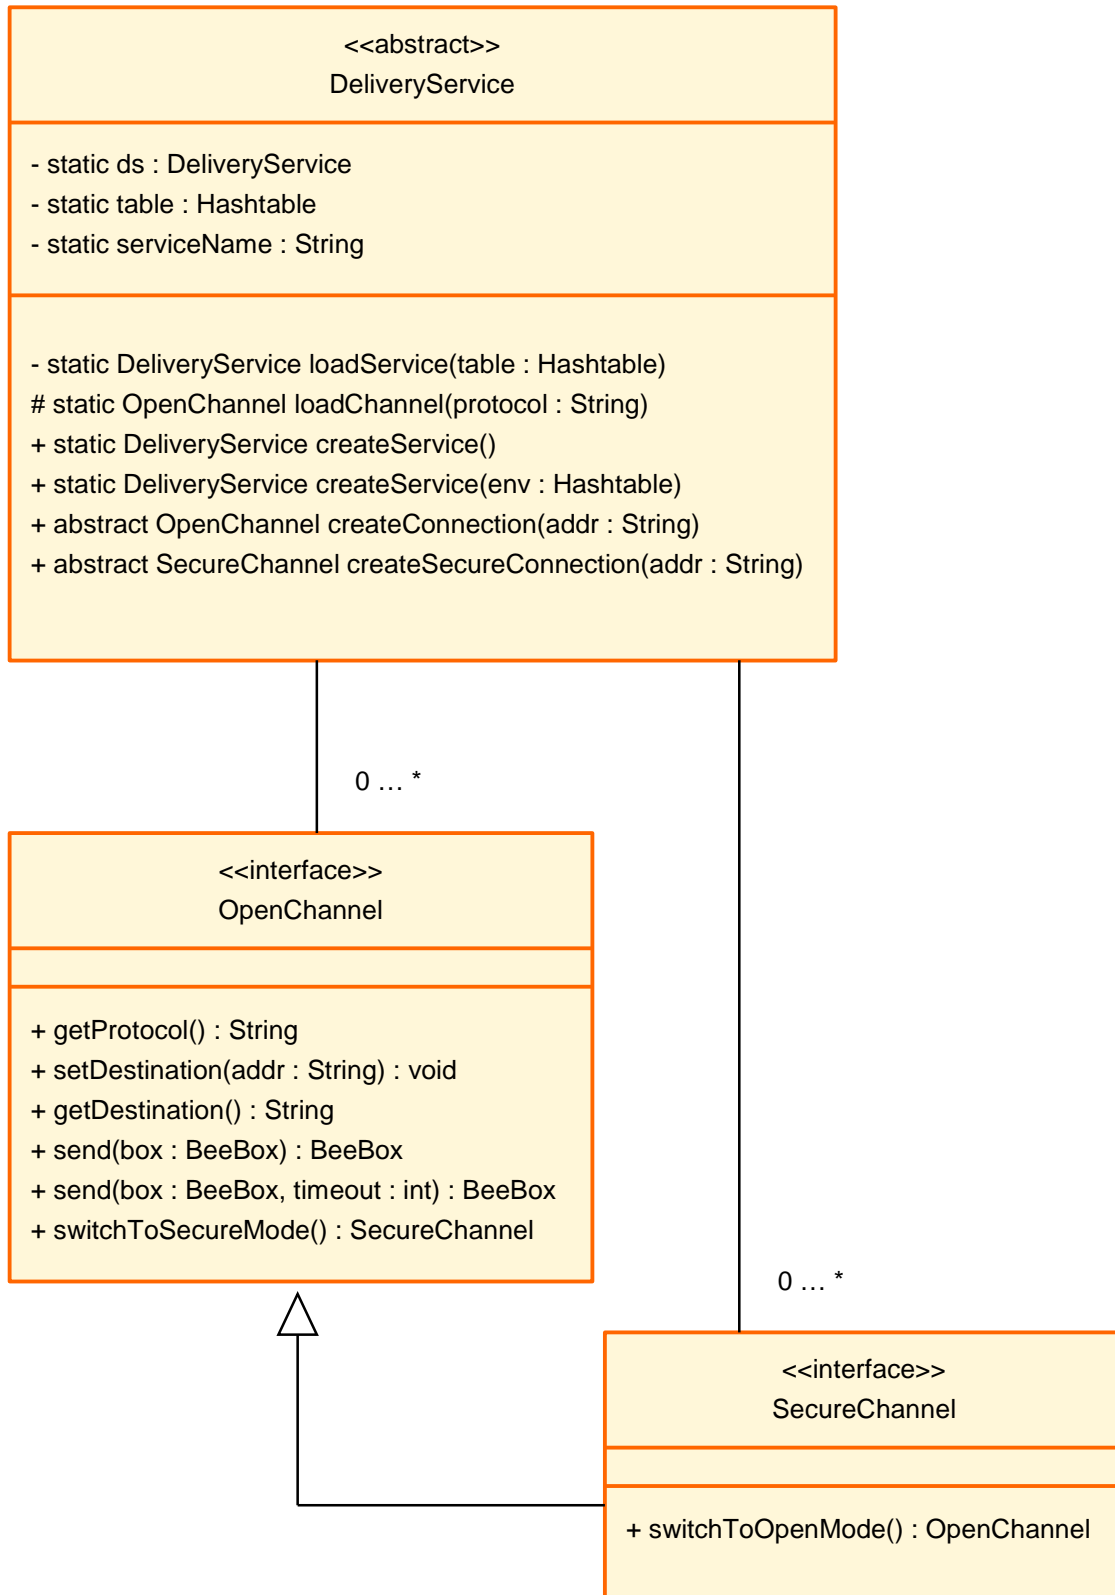 <<abstract>>
DeliveryService
- static ds : DeliveryService
- static table : Hashtable
- static serviceName : String
- static DeliveryService loadService(table : Hashtable)
# static OpenChannel loadChannel(protocol : String)
+ static DeliveryService createService()
+ static DeliveryService createService(env : Hashtable)
+ abstract OpenChannel createConnection(addr : String)
+ abstract SecureChannel createSecureConnection(addr : String)
0 … *
<<interface>>
OpenChannel
+ getProtocol() : String
+ setDestination(addr : String) : void
+ getDestination() : String
+ send(box : BeeBox) : BeeBox
+ send(box : BeeBox, timeout : int) : BeeBox
+ switchToSecureMode() : SecureChannel
0 … *
<<interface>>
SecureChannel
+ switchToOpenMode() : OpenChannel